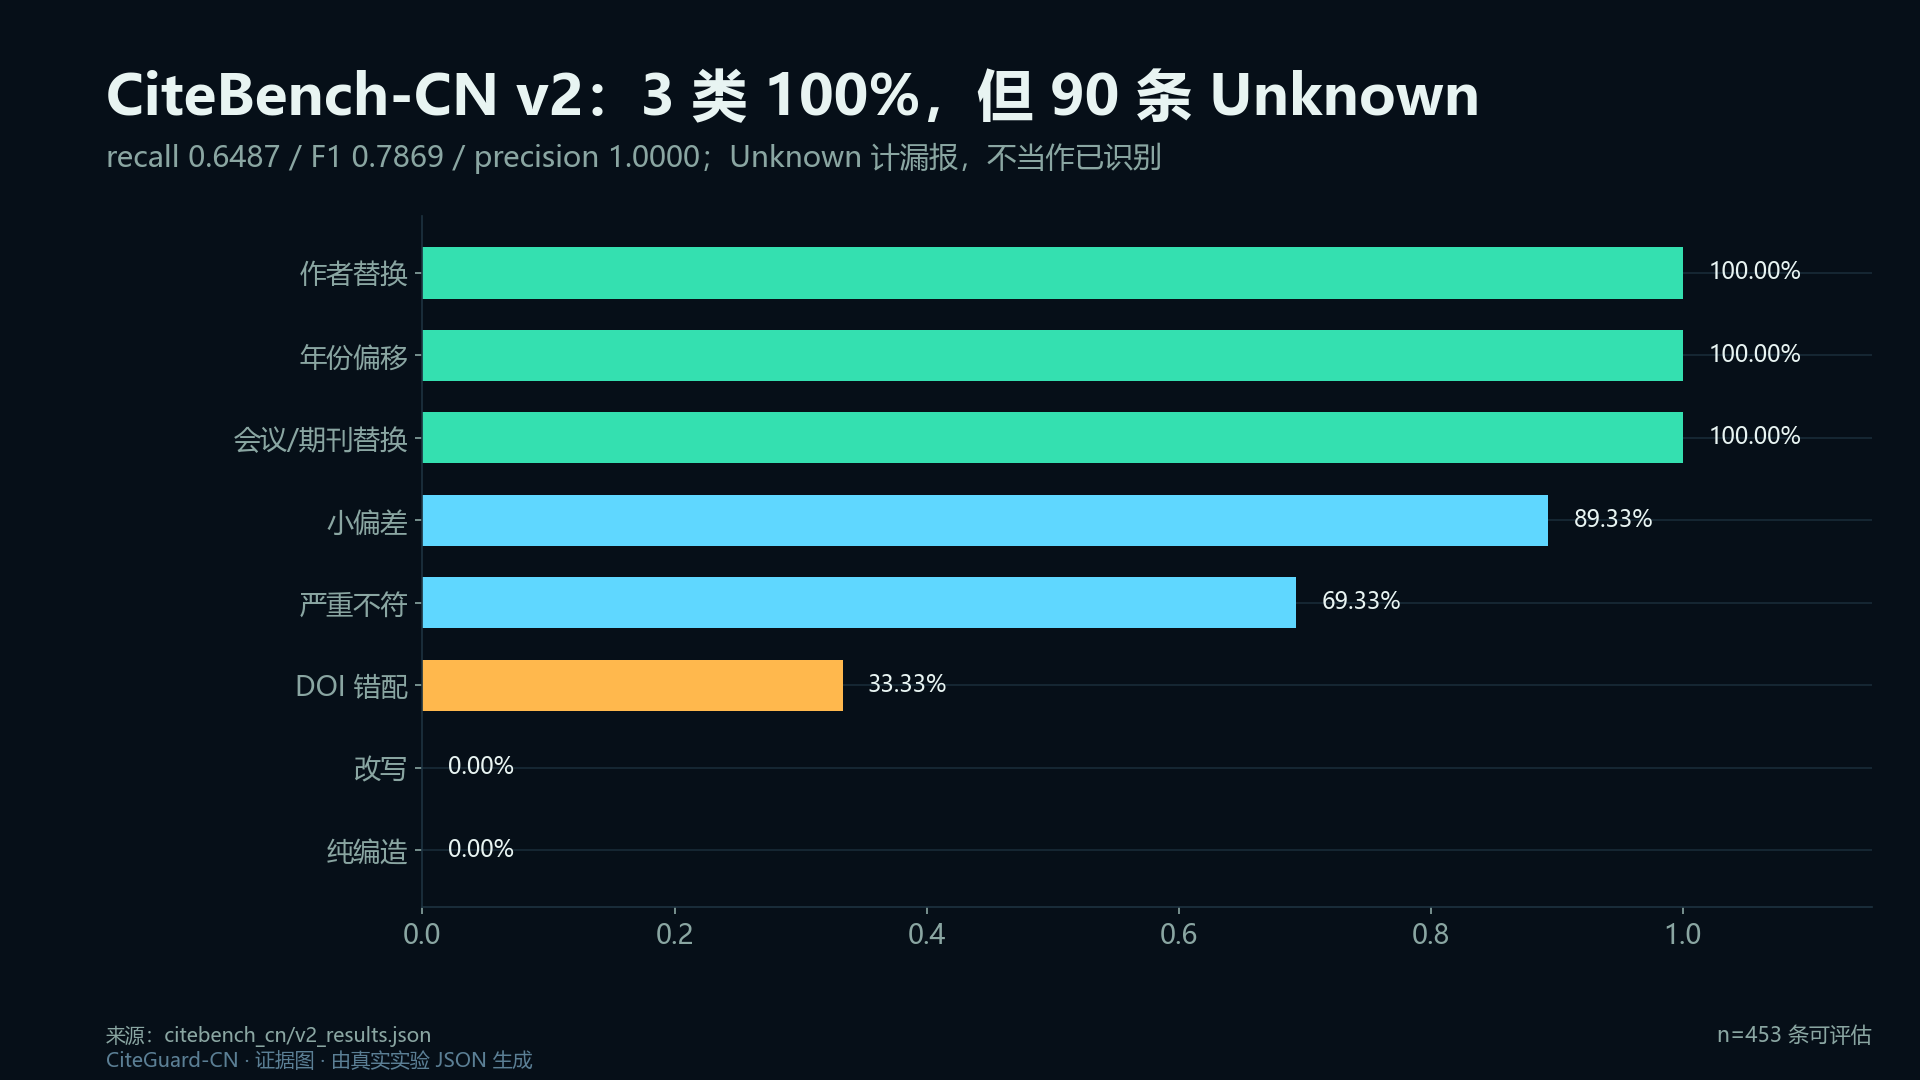 CiteBench-CN v2：3 类 100%，但 90 条 Unknown
recall 0.6487 / F1 0.7869 / precision 1.0000；Unknown 计漏报，不当作已识别
作者替换 100.00%
年份偏移 100.00%
会议/期刊替换 100.00%
小偏差 89.33%
严重不符 69.33%
DOI 错配 33.33%
改写 0.00%
纯编造 0.00%
0.0 0.2 0.4 0.6 0.8 1.0
来源：citebench_cn/v2_results.json
n=453 条可评估
CiteGuard-CN · 证据图 · 由真实实验 JSON 生成